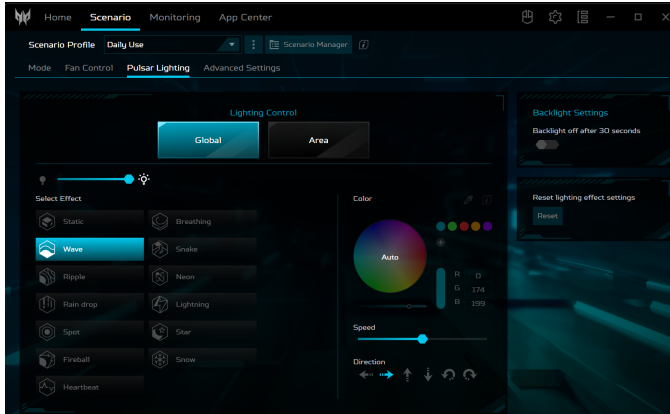 Home Scenario Monitoring App Center
Scenario Profile Daily Use Scenario Manager
Mode Fan Control Pulsar Lighting Advanced Settings
Lighting Control
Global Area
Select Effect
Static Breathing
Wave Snake
Ripple Neon
Rain drop Lightning
Spot Star
Fireball Snow
Heartbeat
Color
Auto
R 0
G 174
B 199
Speed
Direction
Backlight Settings
Backlight off after 30 seconds
Reset lighting effect settings
Reset